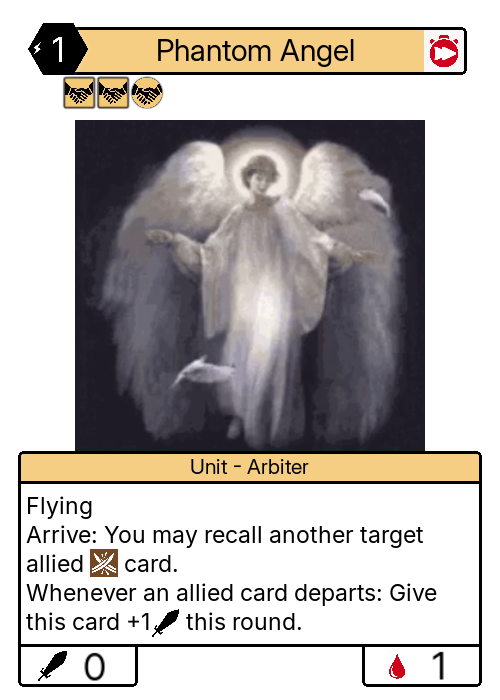 1 Phantom Angel
Unit - Arbiter
Flying
Arrive: You may recall another target
allied card.
Whenever an allied card departs: Give
this card +1 this round.
0 1